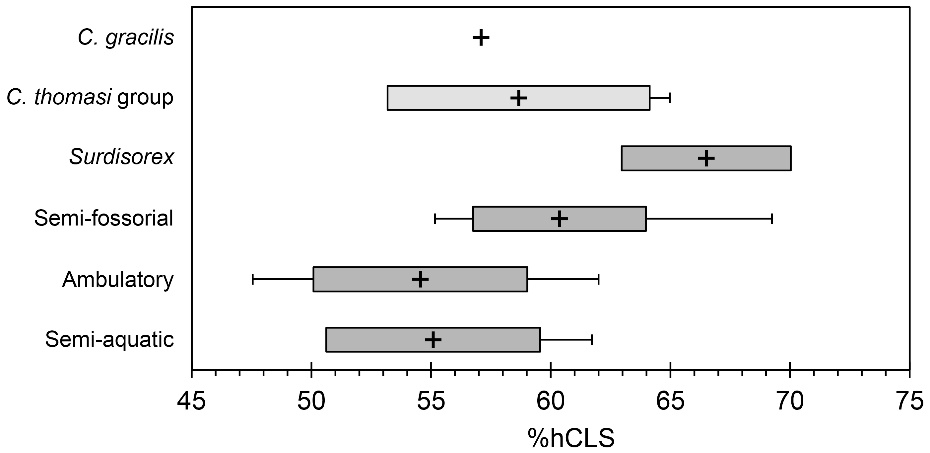 C. gracilis
C. thomasi group
Surdisorex
Semi-fossorial
Ambulatory
Semi-aquatic
45 50 55 60 65 70 75
%hCLS